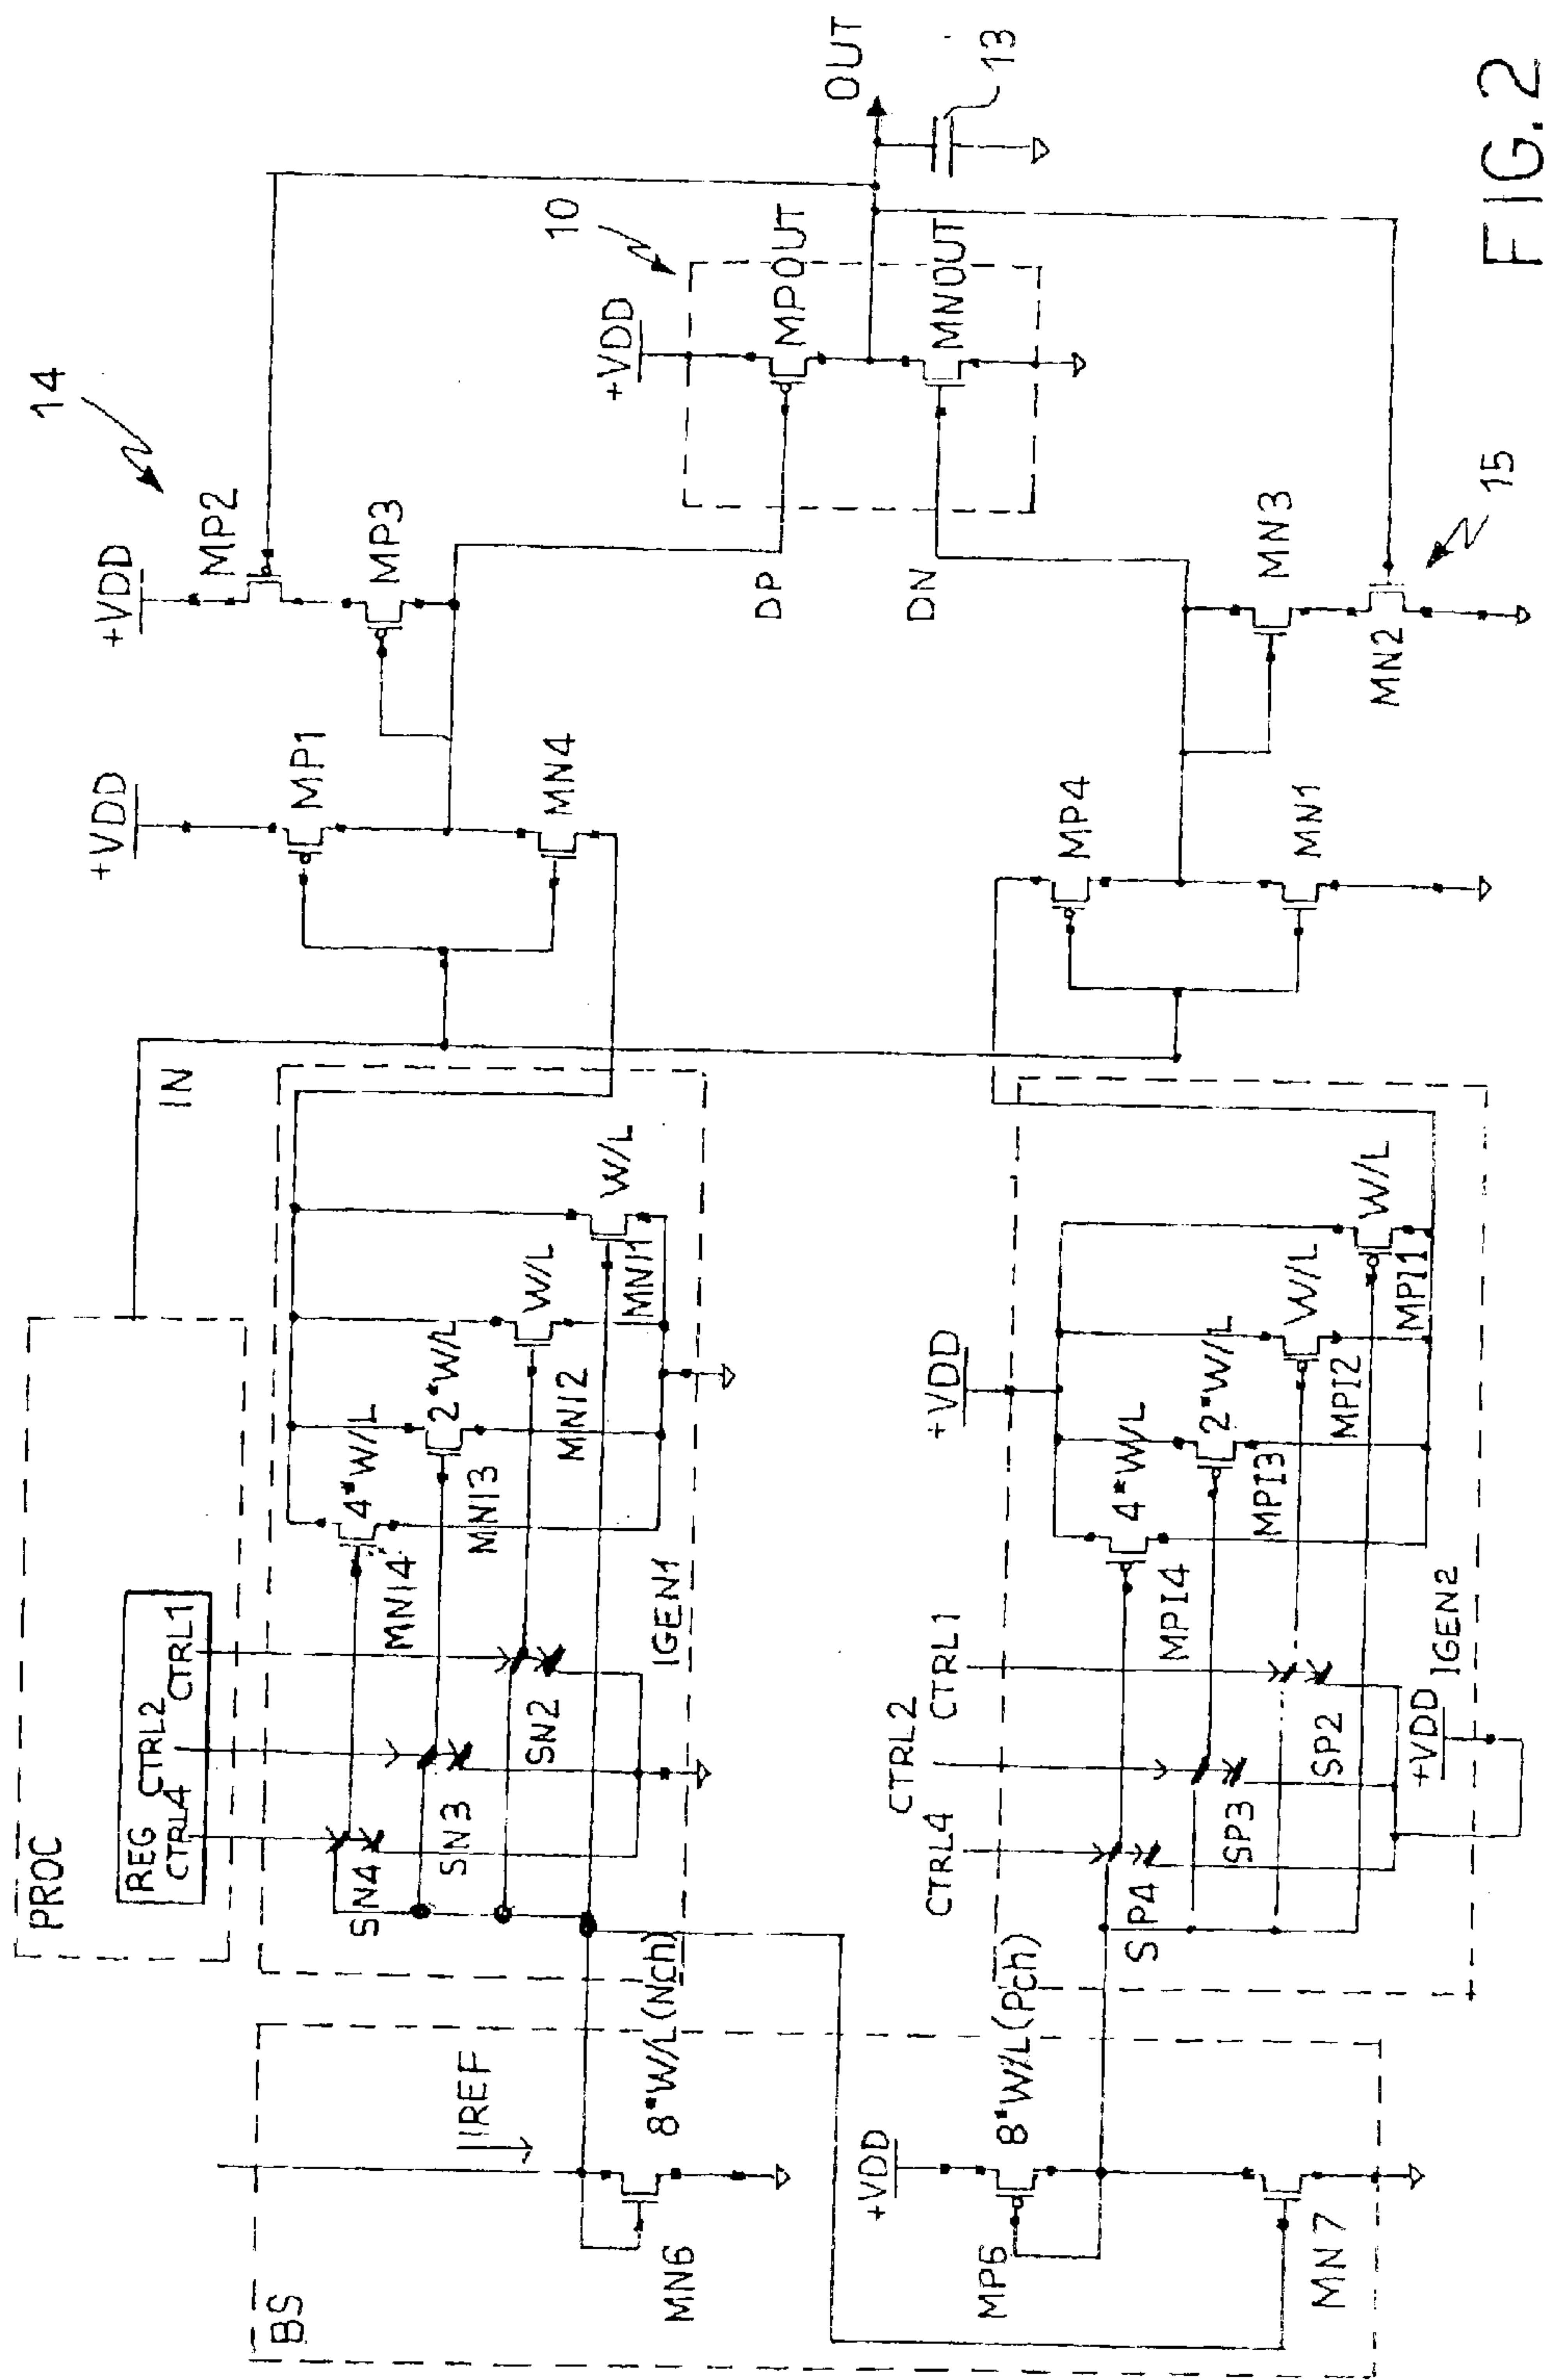 14
+VDD
MP2
MP3
+VDD
MP1
MN4
DP
10
+VDD
MPOUT
MNOUT
DN
OUT
13
MN3
MN2
15
MP4
MN1
IN
PROC
REG
CTRL4
CTRL2
CTRL1
SN4
SN3
SN2
MNI4
4*W/L
MNI3
2*W/L
MNI2
W/L
MNI1
W/L
IGEN1
+VDD
CTRL4
CTRL2
CTRL1
SP4
SP3
SP2
+VDD
MPI4
4*W/L
MPI3
2*W/L
MPI2
W/L
MPI1
W/L
IGEN2
BS
IREF
MN6
8*W/L(Nch)
+VDD
8*W/L(Pch)
MN7
FIG.2